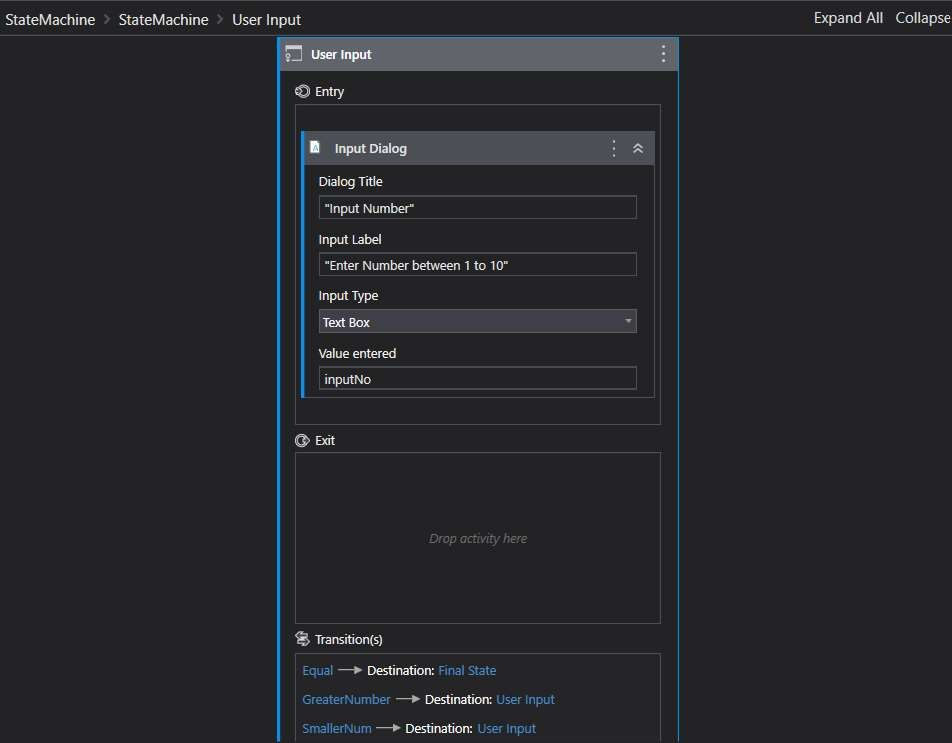 StateMachine > StateMachine > User Input
Expand All Collapse
User Input
Entry
Input Dialog
Dialog Title
"Input Number"
Input Label
"Enter Number between 1 to 10"
Input Type
Text Box
Value entered
inputNo
Exit
Drop activity here
Transition(s)
Equal → Destination: Final State
GreaterNumber → Destination: User Input
SmallerNum → Destination: User Input